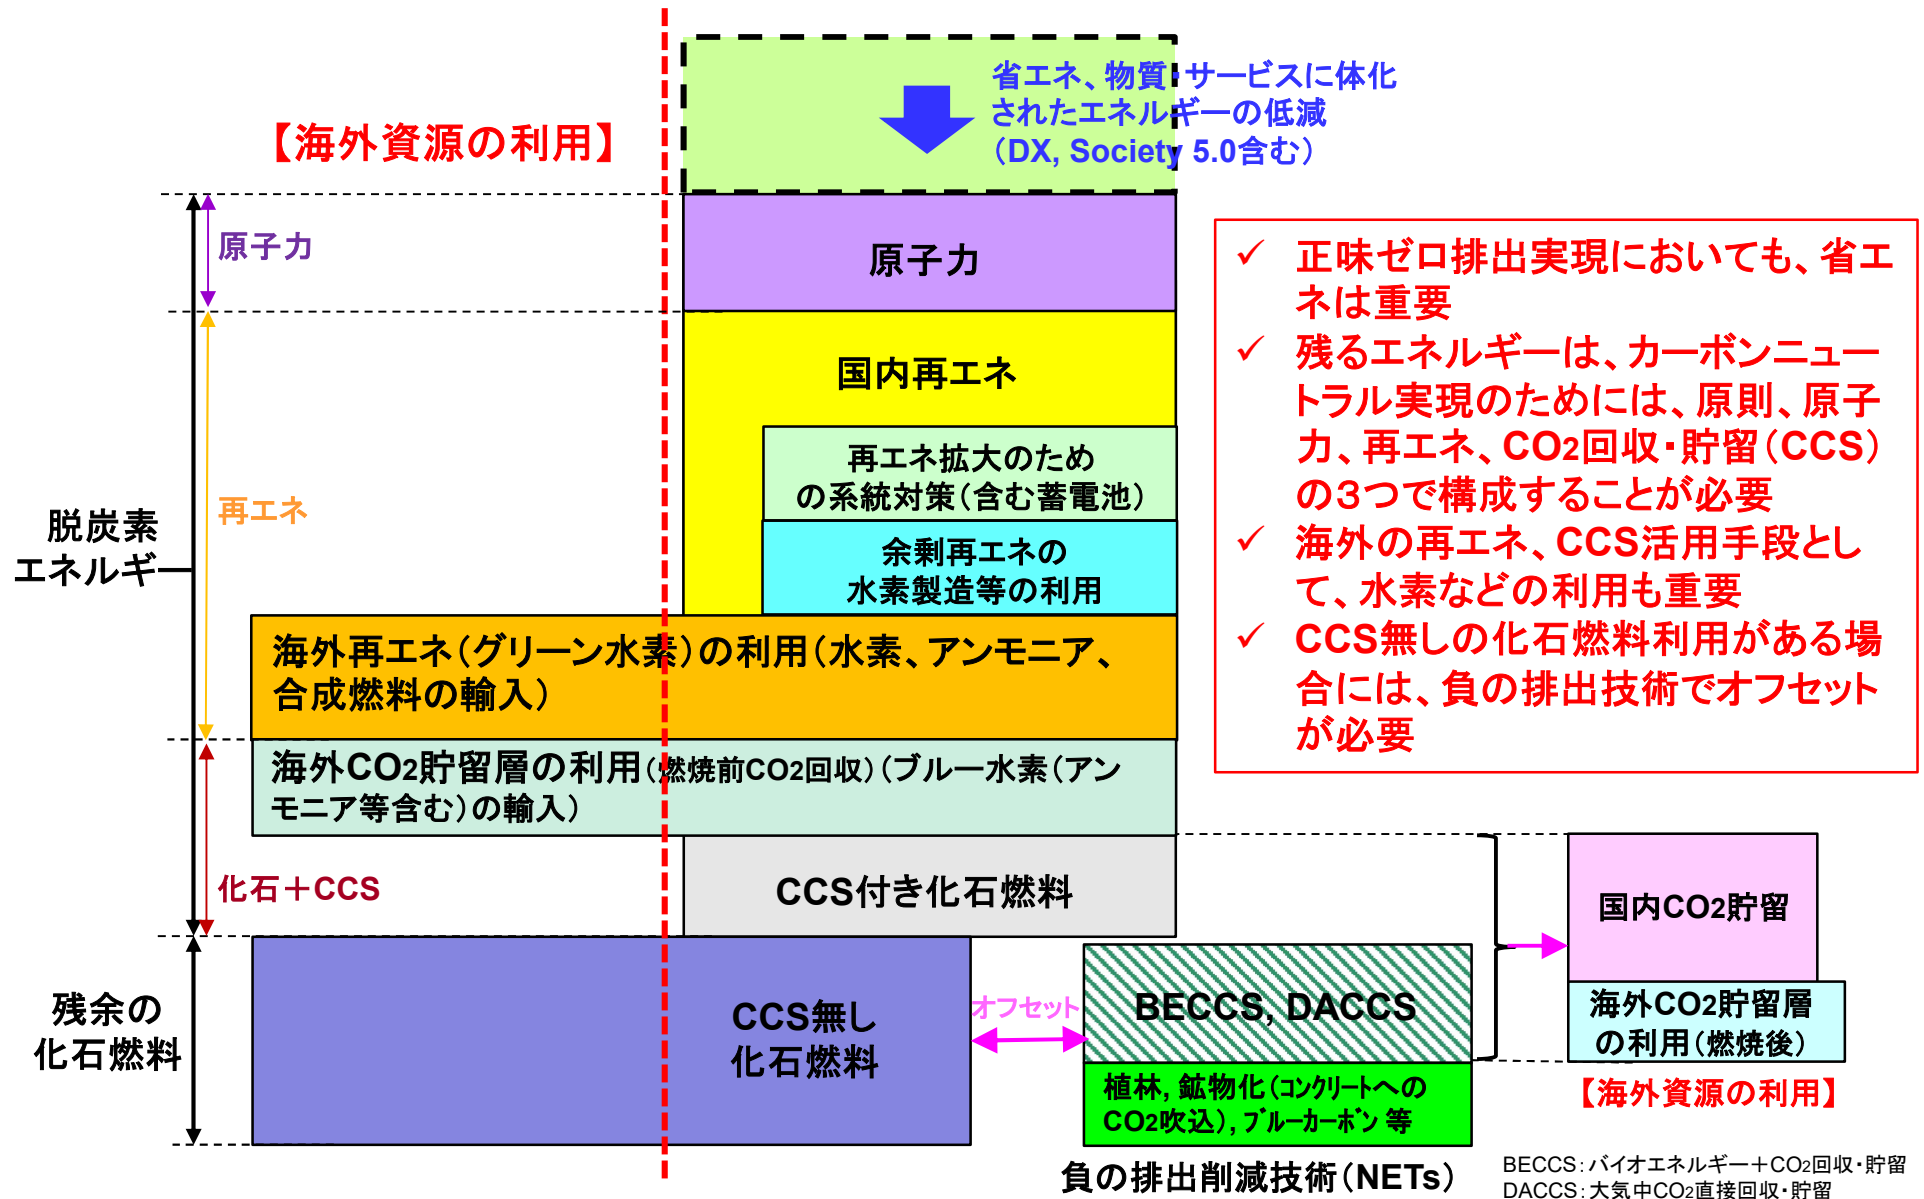 省エネ、物質・サービスに体化
されたエネルギーの低減
（DX, Society 5.0含む）
【海外資源の利用】
原子力
原子力
国内再エネ
再エネ拡大のため
の系統対策（含む蓄電池）
余剰再エネの
水素製造等の利用
再エネ
脱炭素
エネルギー
海外再エネ（グリーン水素）の利用（水素、アンモニア、
合成燃料の輸入）
海外CO2貯留層の利用（燃焼前CO2回収）（ブルー水素（アン
モニア等含む）の輸入）
化石＋CCS
CCS付き化石燃料
残余の
化石燃料
CCS無し
化石燃料
オフセット
BECCS, DACCS
植林, 鉱物化（コンクリートへの
CO2吹込）, ブルーカーボン 等
負の排出削減技術（NETs）
✓ 正味ゼロ排出実現においても、省エ
ネは重要
✓ 残るエネルギーは、カーボンニュー
トラル実現のためには、原則、原子
力、再エネ、CO2回収・貯留（CCS）
の３つで構成することが必要
✓ 海外の再エネ、CCS活用手段とし
て、水素などの利用も重要
✓ CCS無しの化石燃料利用がある場
合には、負の排出技術でオフセット
が必要
国内CO2貯留
海外CO2貯留層
の利用（燃焼後）
【海外資源の利用】
BECCS：バイオエネルギー＋CO2回収・貯留
DACCS：大気中CO2直接回収・貯留